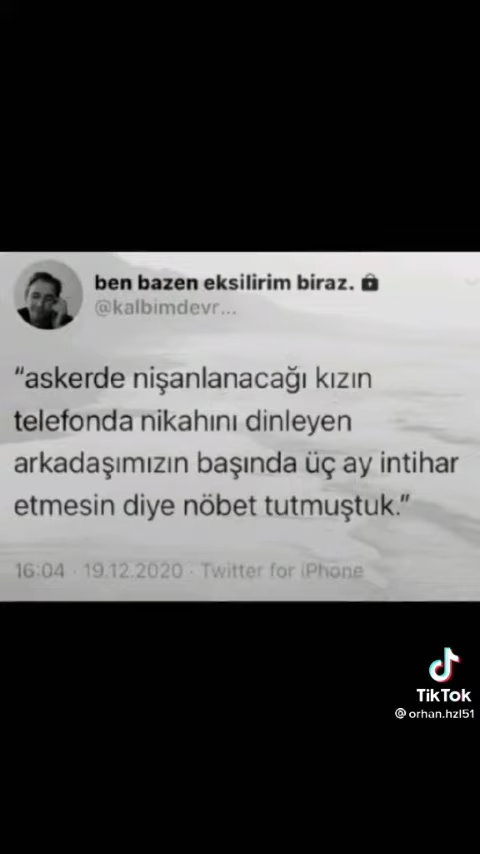 ben bazen eksilirim biraz.
@kalbimdevr...
“askerde nişanlanacağı kızın
telefonda nikahını dinleyen
arkadaşımızın başında üç ay intihar
etmesin diye nöbet tutmuştuk.”
16:04 · 19.12.2020 · Twitter for iPhone
TikTok
@orhan.hzl51